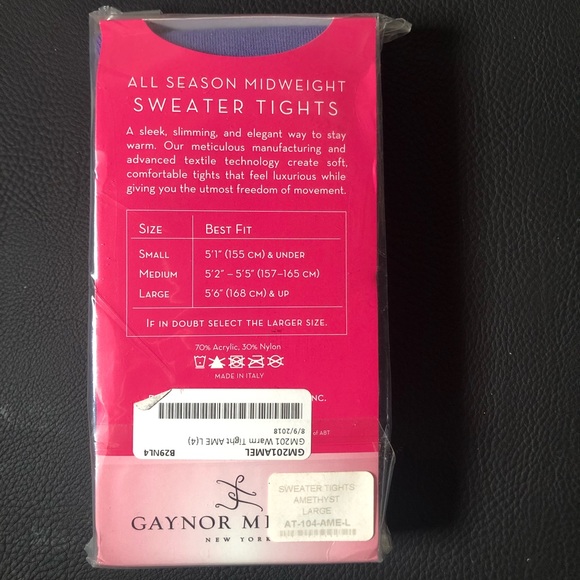 ALL SEASON MIDWEIGHT
SWEATER TIGHTS
A sleek, slimming, and elegant way to stay
warm. Our meticulous manufacturing and
advanced textile technology create soft,
comfortable tights that feel luxurious while
giving you the utmost freedom of movement.
SIZE BEST FIT
SMALL 5'1" (155 CM) & UNDER
MEDIUM 5'2" – 5'5" (157–165 CM)
LARGE 5'6" (168 CM) & UP
IF IN DOUBT SELECT THE LARGER SIZE.
70% Acrylic, 30% Nylon
MADE IN ITALY
NC.
of ART
8/9/2018
GM201 Warm Tight AME L(4)
GM201AMEL B29NL4
SWEATER TIGHTS
AMETHYST
LARGE
AT-104-AME-L
GAYNOR M
NEW YORK